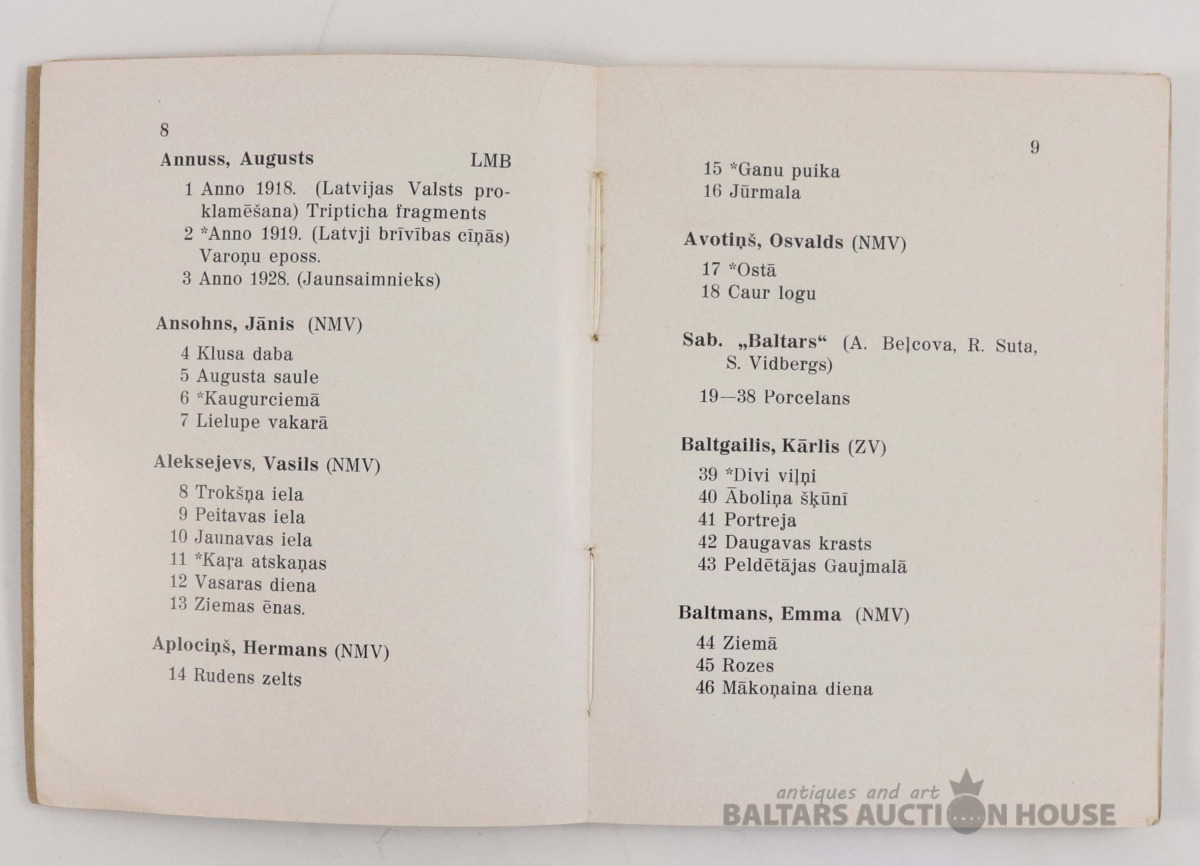 8
Annuss, Augusts LMB
1 Anno 1918. (Latvijas Valsts pro-
klamēšana) Tripticha fragments
2 *Anno 1919. (Latvji brīvības cīņās)
Varoņu eposs.
3 Anno 1928. (Jaunsaimnieks)
Ansohns, Jānis (NMV)
4 Klusa daba
5 Augusta saule
6 *Kaugurciemā
7 Lielupe vakarā
Aleksejevs, Vasils (NMV)
8 Trokšņa iela
9 Peitavas iela
10 Jaunavas iela
11 *Kaŗa atskaņas
12 Vasaras diena
13 Ziemas ēnas.
Aplociņš, Hermans (NMV)
14 Rudens zelts
9
15 *Ganu puika
16 Jūrmala
Avotiņš, Osvalds (NMV)
17 *Ostā
18 Caur logu
Sab. „Baltars“ (A. Beļcova, R. Suta,
S. Vidbergs)
19—38 Porcelans
Baltgailis, Kārlis (ZV)
39 *Divi viļņi
40 Āboliņa šķūnī
41 Portreja
42 Daugavas krasts
43 Peldētājas Gaujmalā
Baltmans, Emma (NMV)
44 Ziemā
45 Rozes
46 Mākoņaina diena
antiques and art
BALTARS AUCTION HOUSE